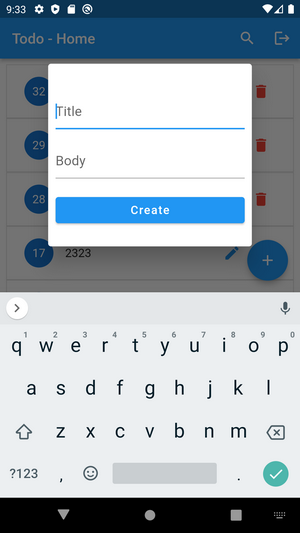 9:33
Todo - Home
32
Title
29
Body
28
Create
17 2323
+
1 2 3 4 5 6 7 8 9 0
q w e r t y u i o p
a s d f g h j k l
z x c v b n m
?123 , .